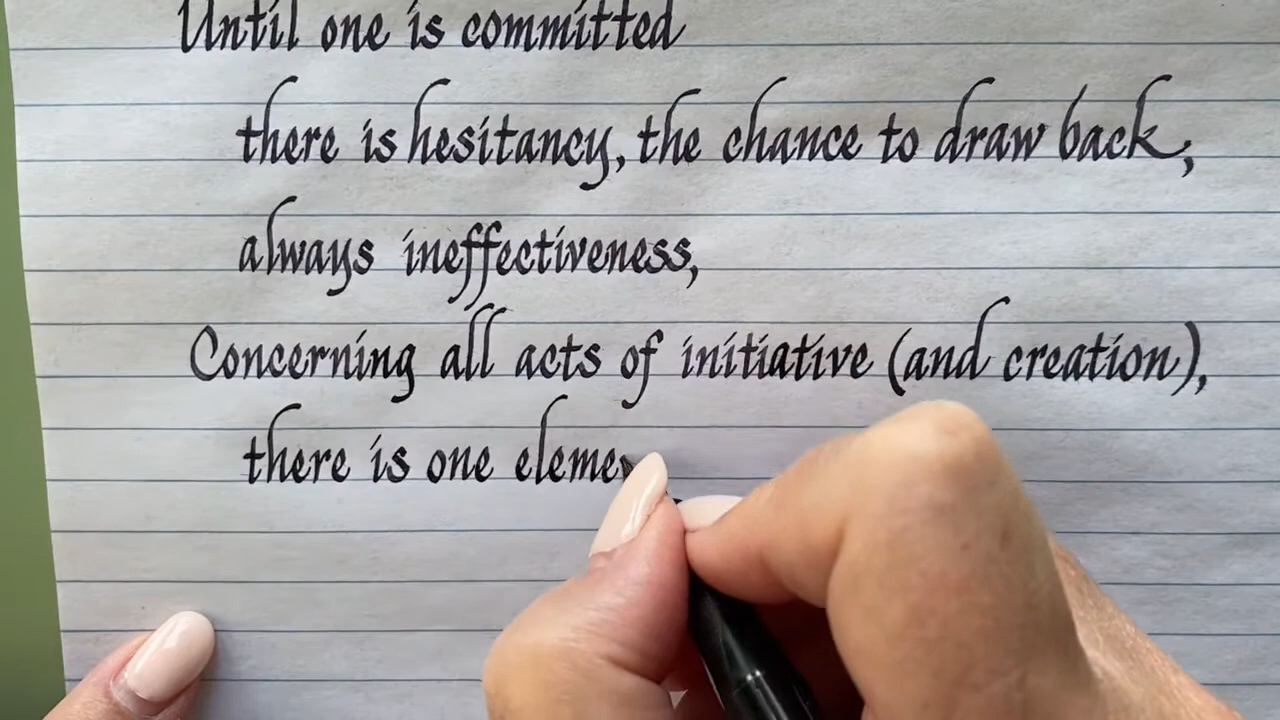 Until one is committed
there is hesitancy, the chance to draw back;
always ineffectiveness,
Concerning all acts of initiative (and creation),
there is one eleme